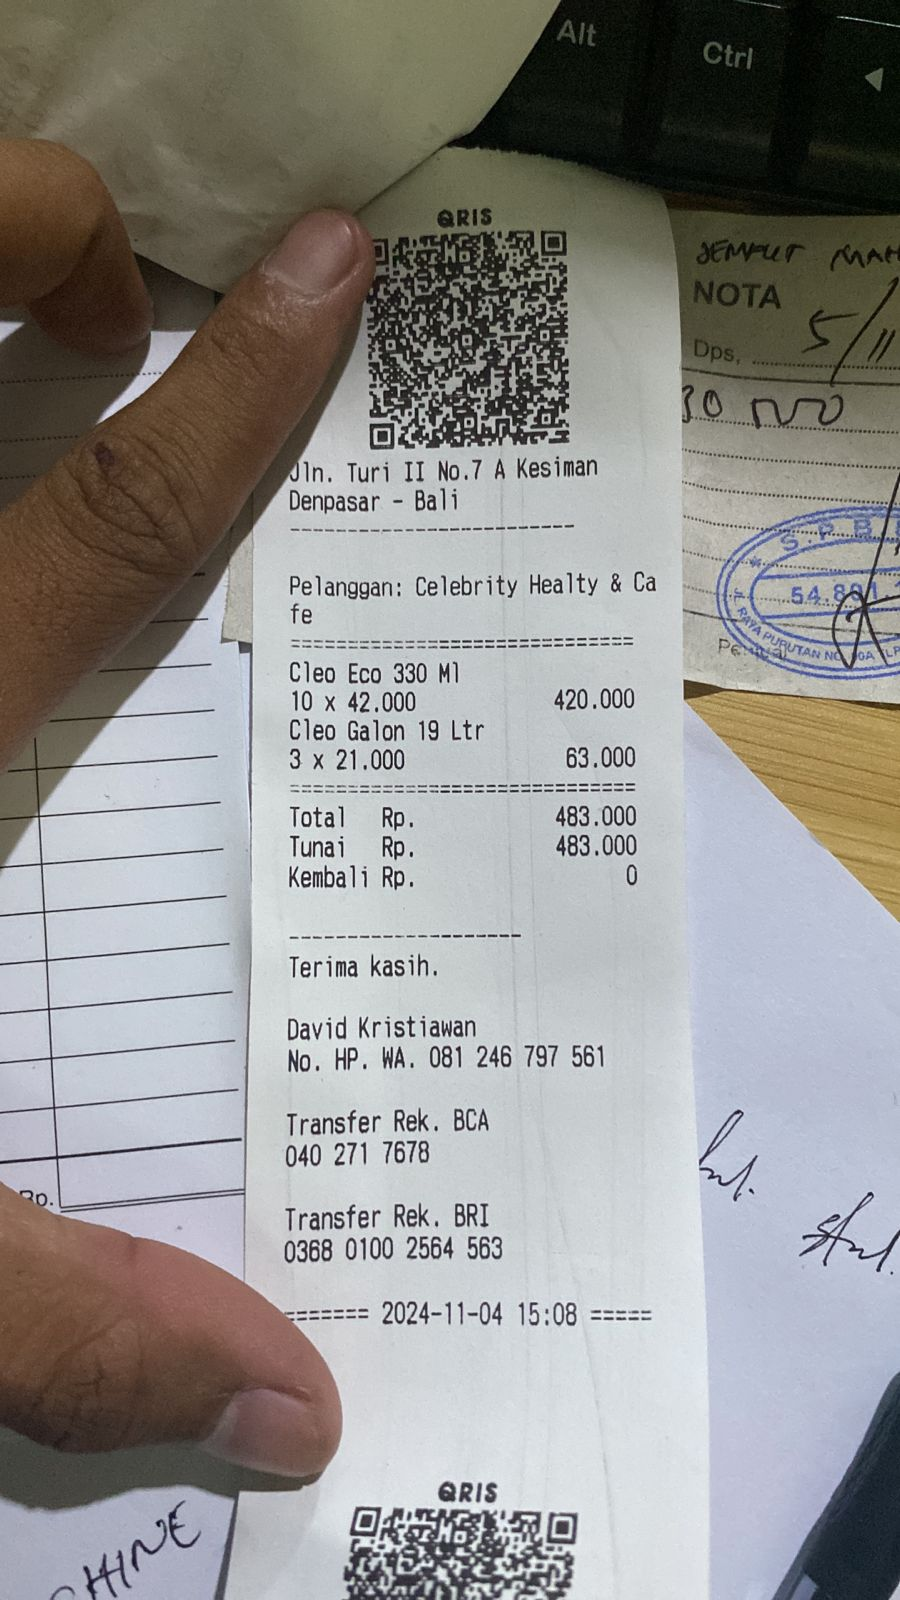 Alt
Ctrl
QRIS
Jln. Turi II No.7 A Kesiman
Denpasar - Bali
------------------------
Pelanggan: Celebrity Healty & Ca
fe
==============================
Cleo Eco 330 Ml
10 x 42.000 420.000
Cleo Galon 19 Ltr
3 x 21.000 63.000
==============================
Total Rp. 483.000
Tunai Rp. 483.000
Kembali Rp. 0
--------------------
Terima kasih.
David Kristiawan
No. HP. WA. 081 246 797 561
Transfer Rek. BCA
040 271 7678
Transfer Rek. BRI
0368 0100 2564 563
======= 2024-11-04 15:08 =====
QRIS
NOTA
Dps, 5/11
S.P.B
54.801
Rp.
HINE